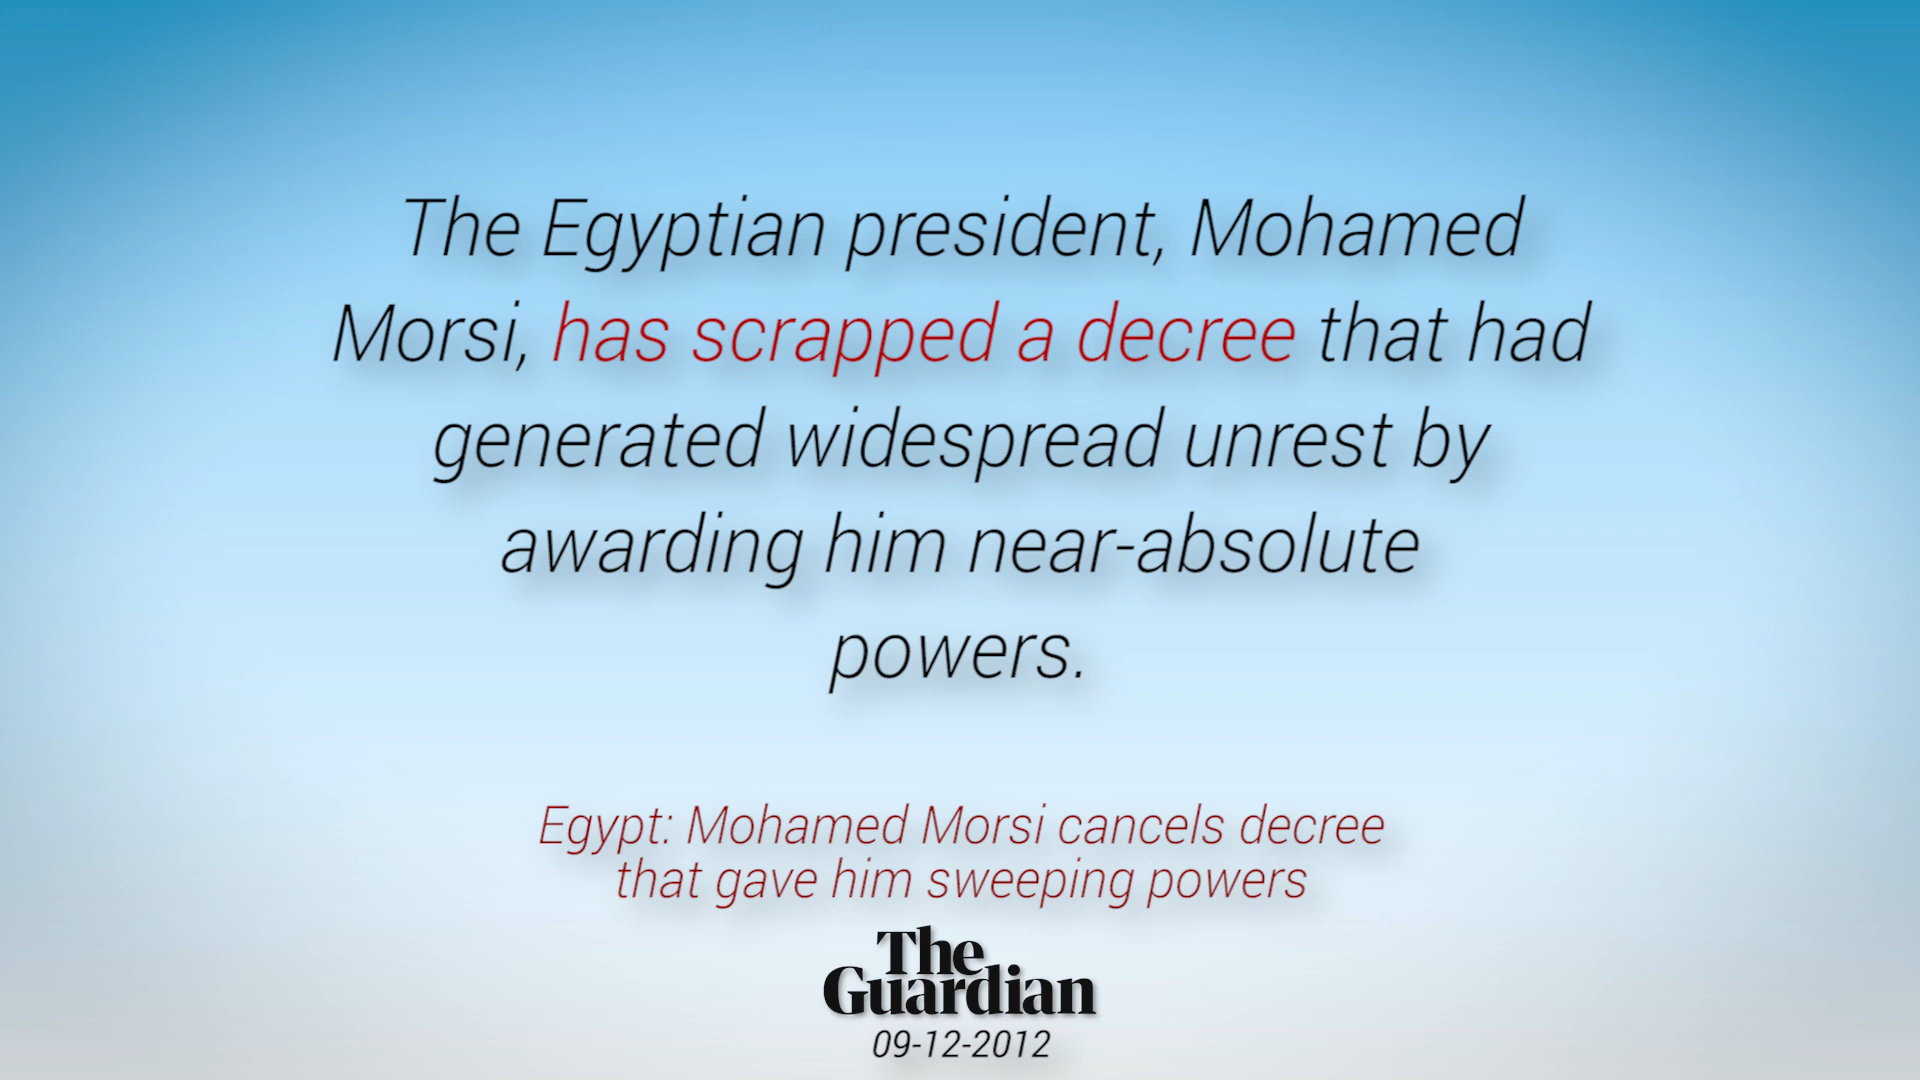 The Egyptian president, Mohamed
Morsi, has scrapped a decree that had
generated widespread unrest by
awarding him near-absolute
powers.
Egypt: Mohamed Morsi cancels decree
that gave him sweeping powers
The
Guardian
09-12-2012